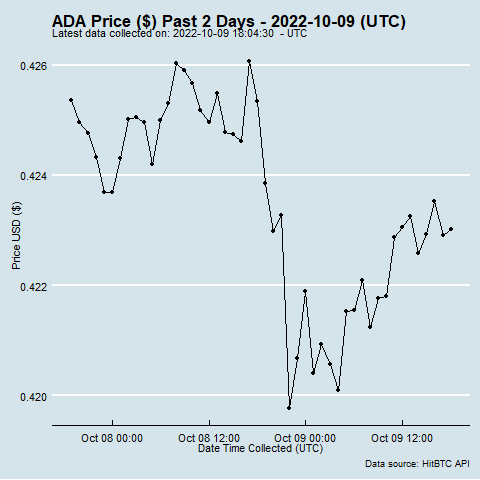 ADA Price ($) Past 2 Days - 2022-10-09 (UTC)
Latest data collected on: 2022-10-09 18:04:30  - UTC
0.426
0.424
0.422
0.420
Price USD ($)
Oct 08 00:00
Oct 08 12:00
Oct 09 00:00
Oct 09 12:00
Date Time Collected (UTC)
Data source: HitBTC API